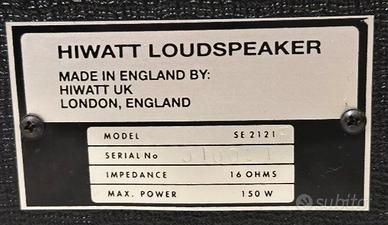 HIWATT LOUDSPEAKER
MADE IN ENGLAND BY:
HIWATT UK
LONDON, ENGLAND
MODEL SE 2121
SERIAL No
IMPEDANCE 16 OHMS
MAX. POWER 150 W
subito